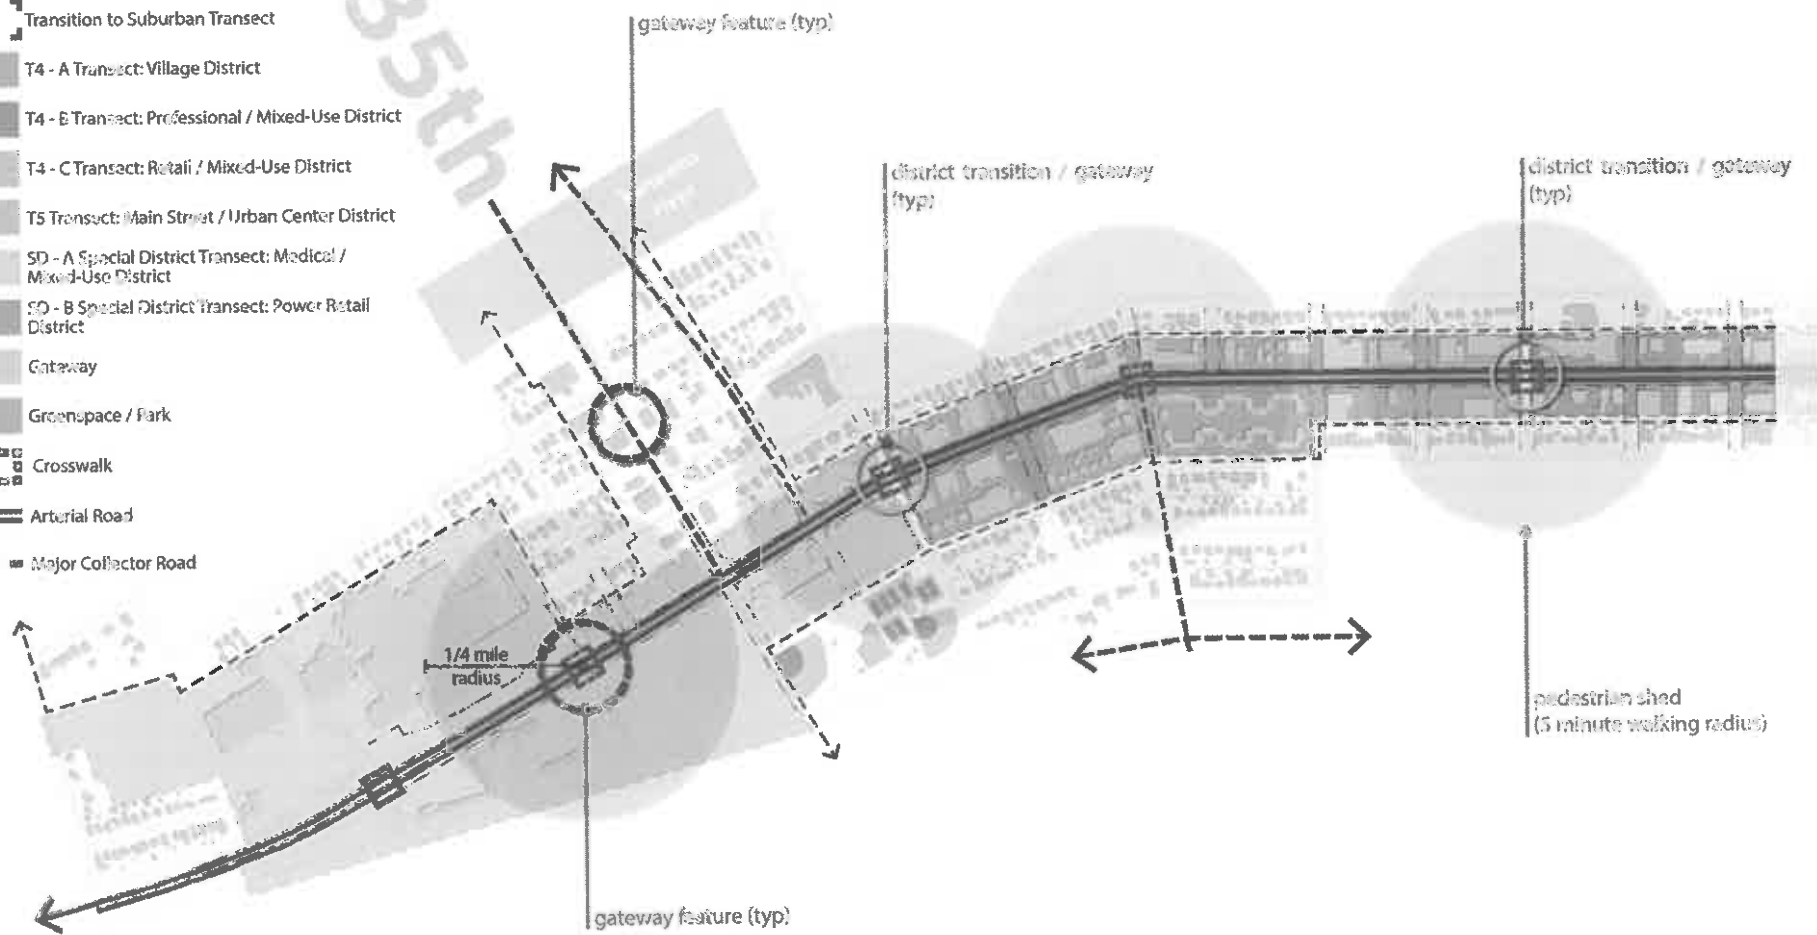 Transition to Suburban Transect
T4 - A Transect: Village District
T4 - B Transect: Professional / Mixed-Use District
T4 - C Transect: Retail / Mixed-Use District
T5 Transect: Main Street / Urban Center District
SD - A Special District Transect: Medical /
Mixed-Use District
SD - B Special District Transect: Power Retail
District
Gateway
Greenspace / Park
Crosswalk
Arterial Road
Major Collector Road
35th
gateway feature (typ)
district transition / gateway
(typ)
district transition / gateway
(typ)
1/4 mile
radius
pedestrian shed
(5 minute walking radius)
gateway feature (typ)